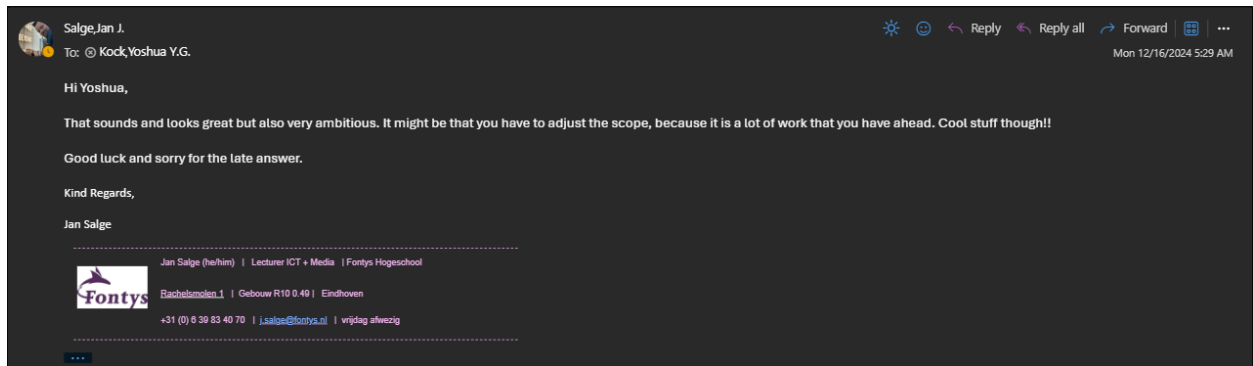 Salge,Jan J.
Reply
Reply all
Forward
To: Kock,Yoshua Y.G.
Mon 12/16/2024 5:29 AM
Hi Yoshua,
That sounds and looks great but also very ambitious. It might be that you have to adjust the scope, because it is a lot of work that you have ahead. Cool stuff though!!
Good luck and sorry for the late answer.
Kind Regards,
Jan Salge
Jan Salge (he/him) | Lecturer ICT + Media | Fontys Hogeschool
Fontys
Rachelsmolen 1 | Gebouw R10 0.49 | Eindhoven
+31 (0) 6 39 83 40 70 | j.salge@fontys.nl | vrijdag afwezig